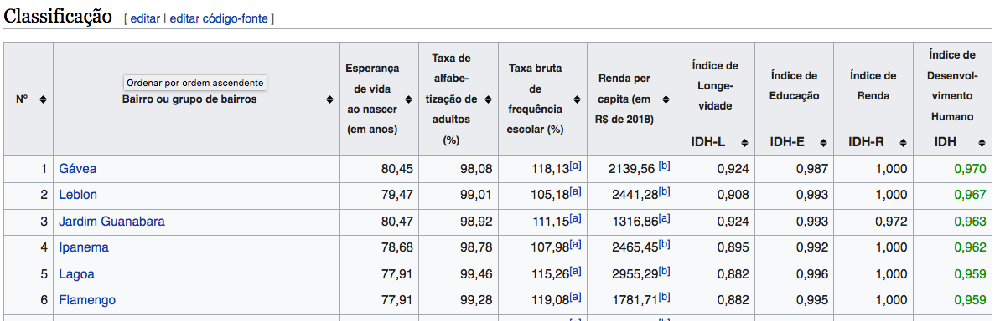 Classificação [ editar | editar código-fonte ]
Nº
Ordenar por ordem ascendente
Bairro ou grupo de bairros
Esperança
de vida
ao nascer
(em anos)
Taxa de
alfabe-
tização de
adultos
(%)
Taxa bruta
de
frequência
escolar (%)
Renda per
capita (em
R$ de 2018)
Índice de
Longe-
vidade
Índice de
Educação
Índice de
Renda
Índice de
Desenvol-
vimento
Humano
IDH-L IDH-E IDH-R IDH
1 Gávea 80,45 98,08 118,13[a] 2139,56 [b] 0,924 0,987 1,000 0,970
2 Leblon 79,47 99,01 105,18[a] 2441,28[b] 0,908 0,993 1,000 0,967
3 Jardim Guanabara 80,47 98,92 111,15[a] 1316,86[a] 0,924 0,993 0,972 0,963
4 Ipanema 78,68 98,78 107,98[a] 2465,45[b] 0,895 0,992 1,000 0,962
5 Lagoa 77,91 99,46 115,26[a] 2955,29[b] 0,882 0,996 1,000 0,959
6 Flamengo 77,91 99,28 119,08[a] 1781,71[b] 0,882 0,995 1,000 0,959